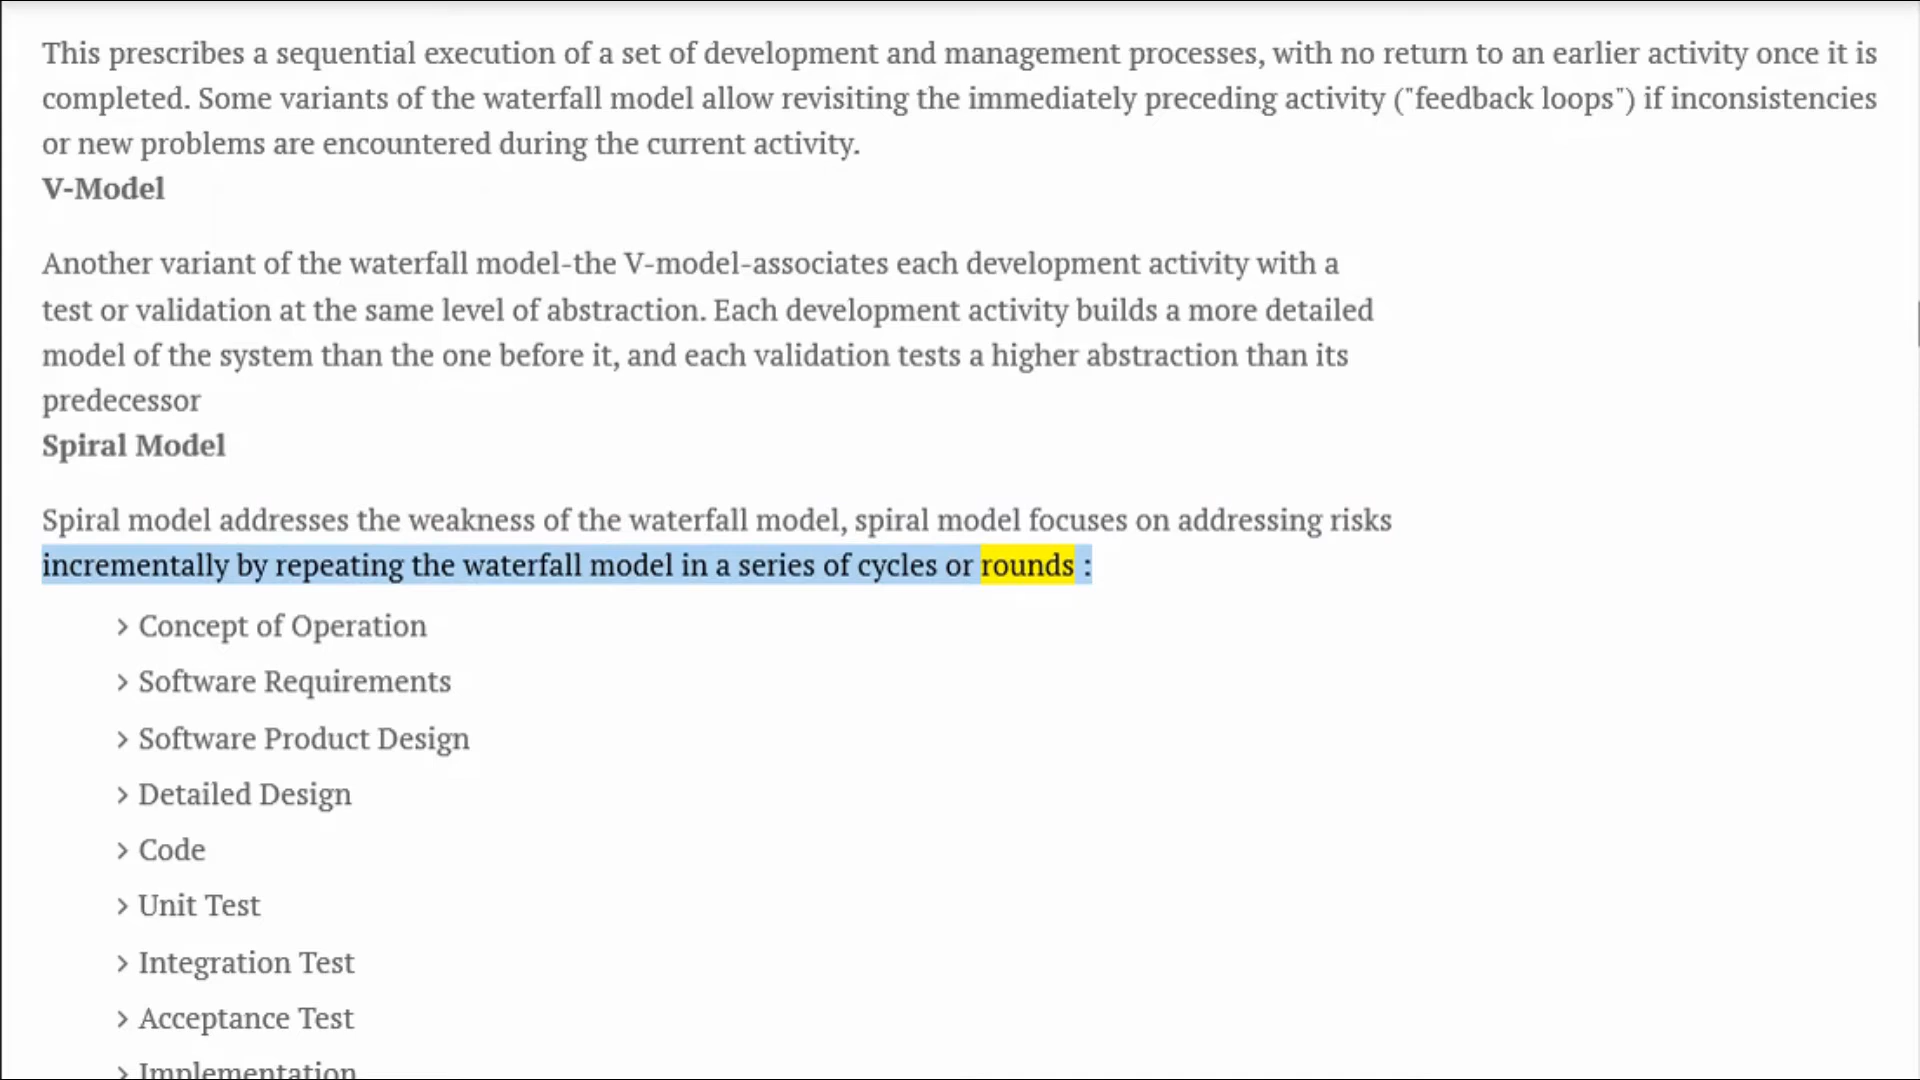 This prescribes a sequential execution of a set of development and management processes, with no return to an earlier activity once it is
completed. Some variants of the waterfall model allow revisiting the immediately preceding activity ("feedback loops") if inconsistencies
or new problems are encountered during the current activity.
V-Model
Another variant of the waterfall model-the V-model-associates each development activity with a
test or validation at the same level of abstraction. Each development activity builds a more detailed
model of the system than the one before it, and each validation tests a higher abstraction than its
predecessor
Spiral Model
Spiral model addresses the weakness of the waterfall model, spiral model focuses on addressing risks
incrementally by repeating the waterfall model in a series of cycles or rounds :
> Concept of Operation
> Software Requirements
> Software Product Design
> Detailed Design
> Code
> Unit Test
> Integration Test
> Acceptance Test
> Implementation